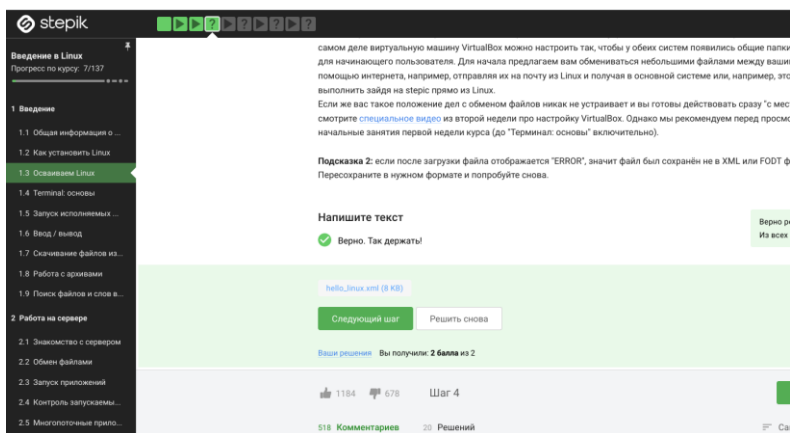 stepik
Введение в Linux
Прогресс по курсу: 7/137
1 Введение
1.1 Общая информация о ...
1.2 Как установить Linux
1.3 Осваиваем Linux
1.4 Terminal: основы
1.5 Запуск исполняемых ...
1.6 Ввод / вывод
1.7 Скачивание файлов из...
1.8 Работа с архивами
1.9 Поиск файлов и слов в...
2 Работа на сервере
2.1 Знакомство с сервером
2.2 Обмен файлами
2.3 Запуск приложений
2.4 Контроль запускаемы...
2.5 Многопоточные прило...
самом деле виртуальную машину VirtualBox можно настроить так, чтобы у обеих систем появились общие папки
для начинающего пользователя. Для начала предлагаем вам обмениваться небольшими файлами между ваши
помощью интернета, например, отправляя их на почту из Linux и получая в основной системе или, например, это
выполнить зайдя на stepic прямо из Linux.
Если же вас такое положение дел с обменом файлов никак не устраивает и вы готовы действовать сразу "с мест
смотрите специальное видео из второй недели про настройку VirtualBox. Однако мы рекомендуем перед просмо
начальные занятия первой недели курса (до "Терминал: основы" включительно).
Подсказка 2: если после загрузки файла отображается "ERROR", значит файл был сохранён не в XML или FODT ф
Пересохраните в нужном формате и попробуйте снова.
Напишите текст
Верно. Так держать!
Верно р
Из всех
hello_linux.xml (8 KB)
Следующий шаг
Решить снова
Ваши решения Вы получили: 2 балла из 2
1184 678 Шаг 4
518 Комментариев 20 Решений
Са